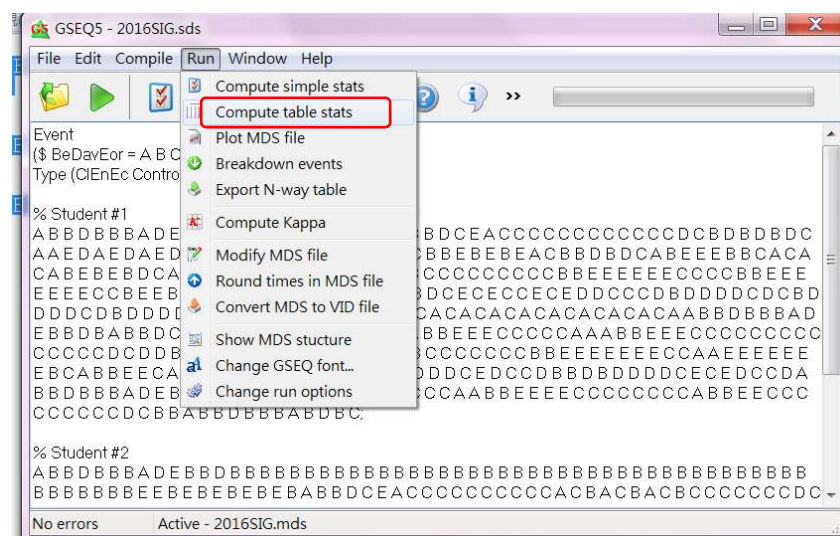 GSEQ5 - 2016SIG.sds
File Edit Compile Run Window Help
Compute simple stats
Compute table stats
Plot MDS file
Breakdown events
Export N-way table
Compute Kappa
Modify MDS file
Round times in MDS file
Convert MDS to VID file
Show MDS stucture
Change GSEQ font...
Change run options
»
Event
($ BeDavEor = A B C
Type (ClEnEc Contro
% Student #1
A B B D B B B A D E B D C E A C C C C C C C C C C C C C D C B D B D B D C
A A E D A E D A E D C B B E B E B E A C B B D B D C A B E E E B B C A C A
C A B E B E B D C A C C C C C C C C C B B E E E E E E C C C C B B E E E
E E E E C C B E E B B D C E C E C C E C E D D C C C D B D D D D C D C B D
D D D C D B D D D D C A C A C A C A C A C A C A C A A B B D B B B A D
E B B D B A B B D C B B E E E C C C C C A A A B B E E E C C C C C C C C C
C C C C C D C D D B B C C C C C C C B B E E E E E E E C C A A E E E E E E
E B C A B B E E C A D D D C E D C C D B B D B D D D D C E C E D C C D A
B B D B B B A D E B C C A A B B E E E E C C C C C C C C A B B E E C C C
C C C C C C D C B B A B B D B B B A B D B C;
% Student #2
A B B D B B B A D E B B D B B B B B B B B B B B B B B B B B B B B B B B B B B B B B B
B B B B B B B E E B E B E B E B E B A B B D C E A C C C C C C C C C C A C B A C B A C B C C C C C C C D C
No errors Active - 2016SIG.mds